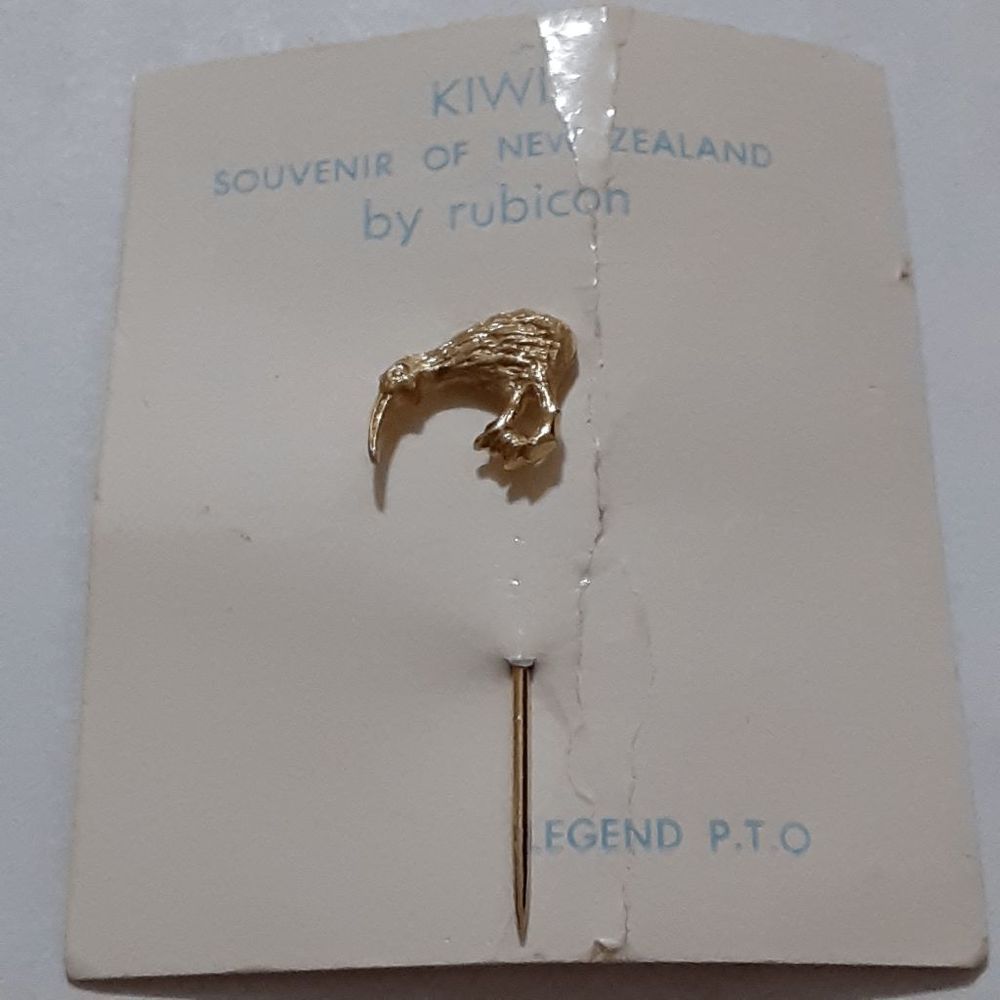 KIWI
SOUVENIR OF NEW ZEALAND
by rubicon
LEGEND P.T.O